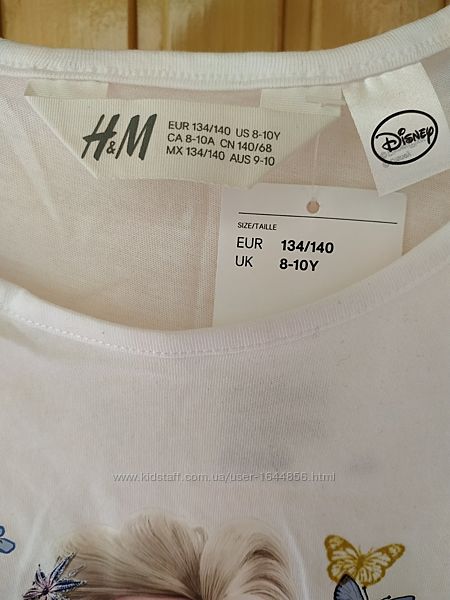 H&M
EUR 134/140 US 8-10Y
CA 8-10A CN 140/68
MX 134/140 AUS 9-10
DISNEY
SIZE/TAILLE
EUR 134/140
UK 8-10Y
www.kidstaff.com.ua/user-1644856.html